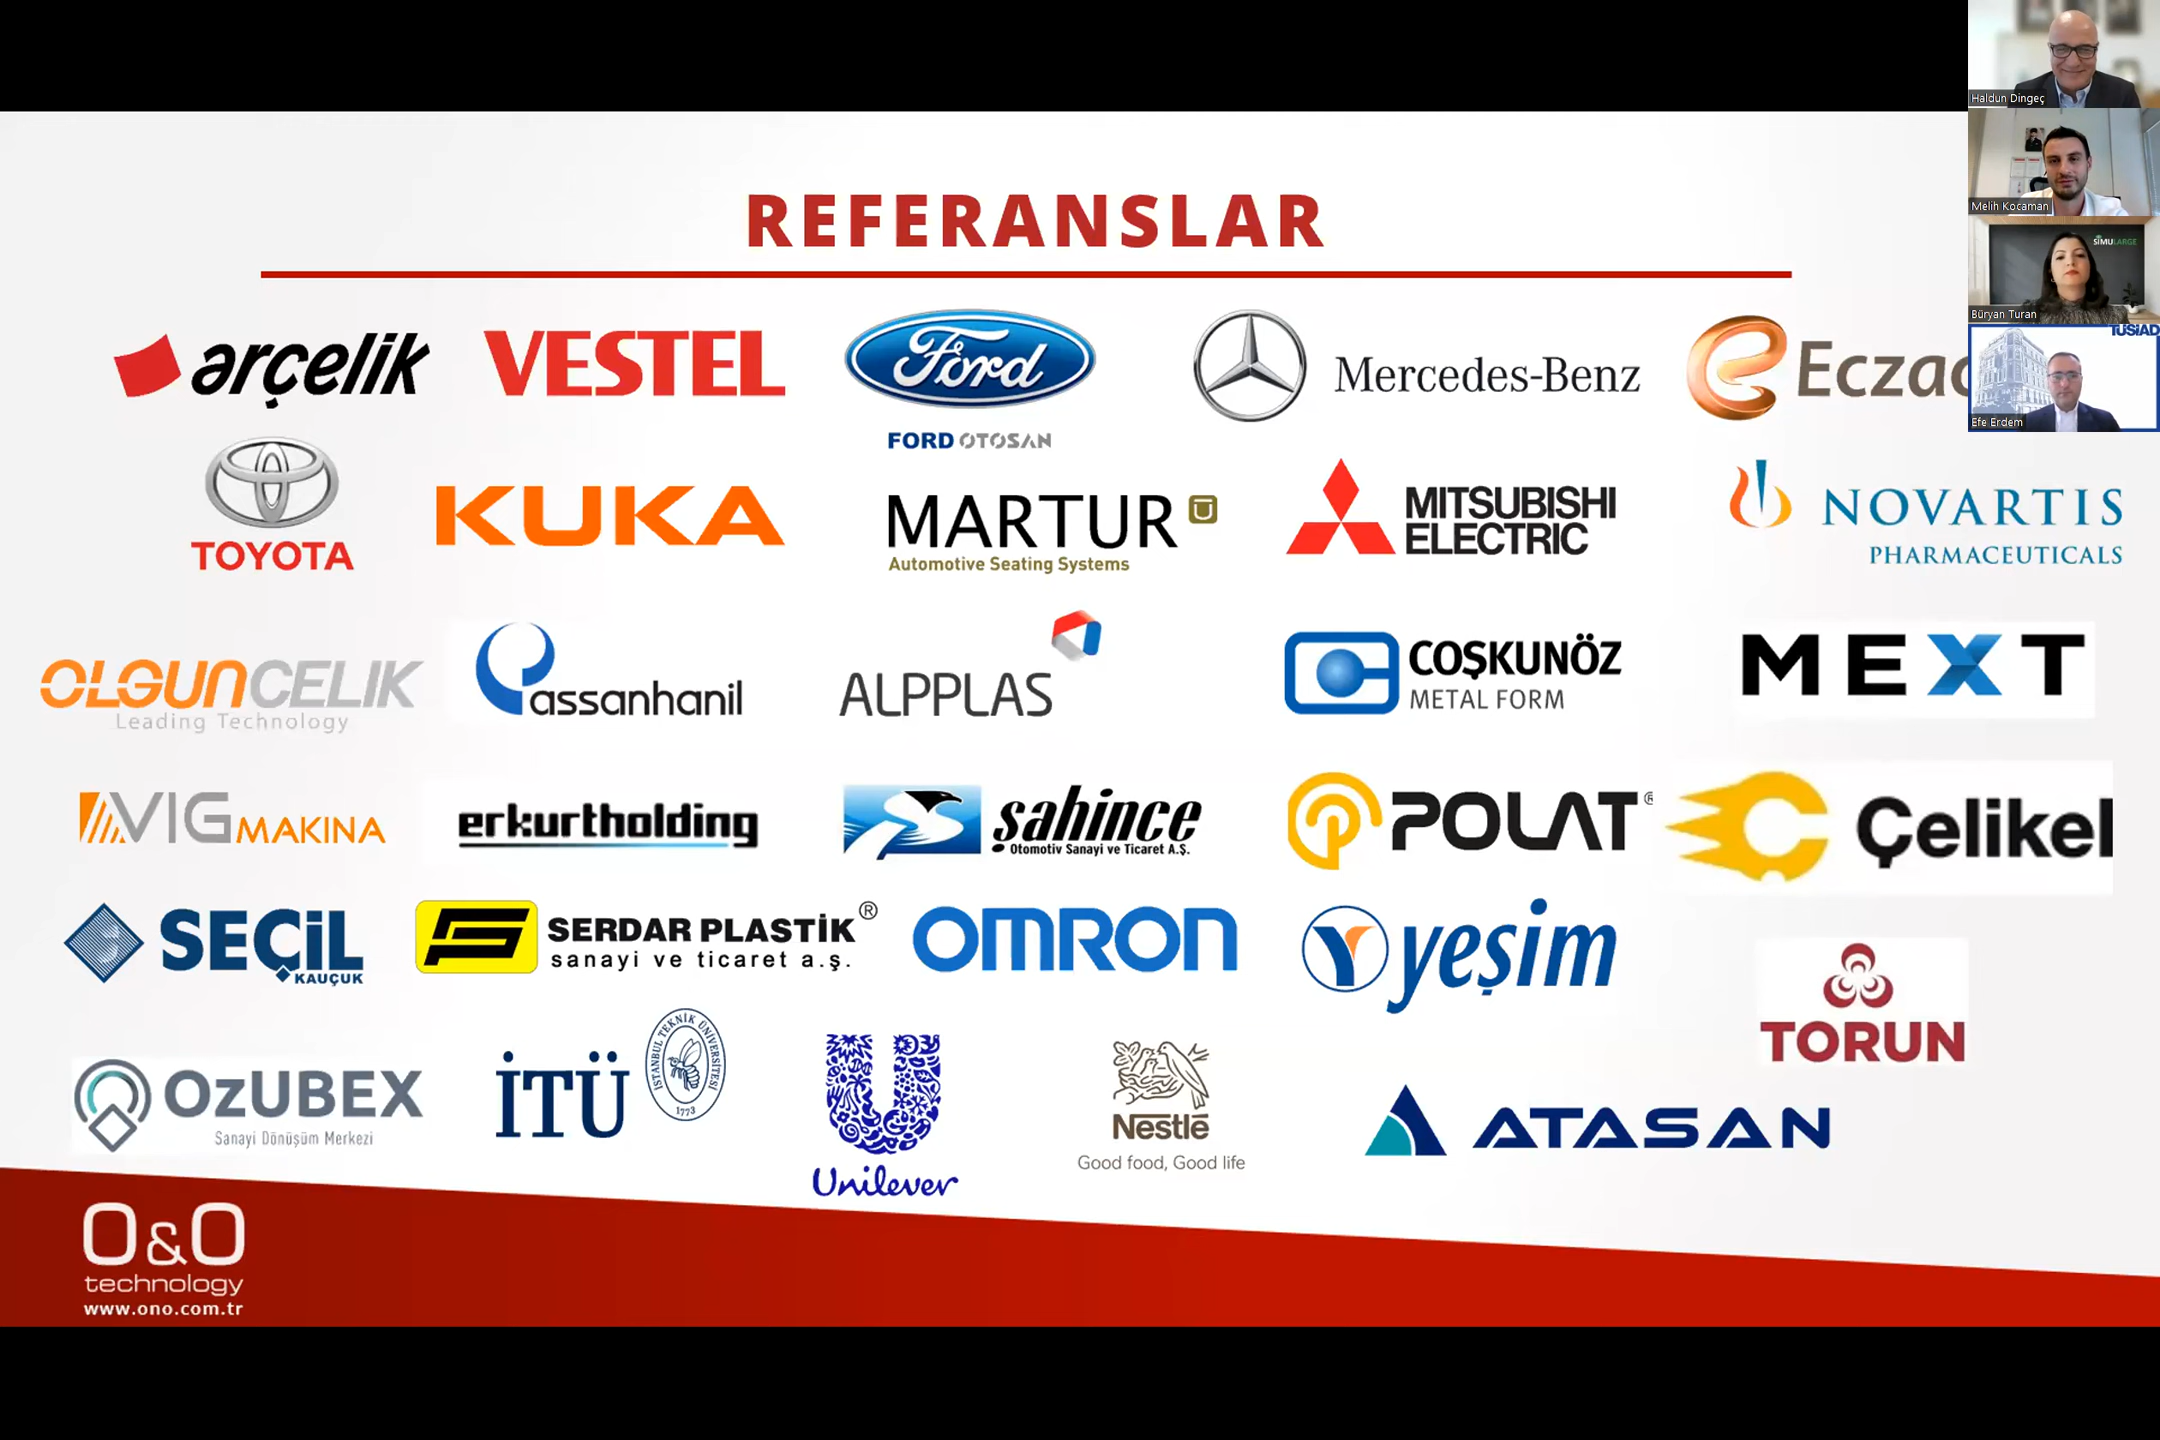 REFERANSLAR
arçelik
VESTEL
Ford
FORD OTOSAN
Mercedes-Benz
Eczac
TOYOTA
KUKA
MARTUR
Automotive Seating Systems
MITSUBISHI
ELECTRIC
NOVARTIS
PHARMACEUTICALS
OLGUNCELIK
Leading Technology
assanhanil
ALPPLAS
COŞKUNÖZ
METAL FORM
MEXT
VIG MAKINA
erkurtholding
şahince
Otomotiv Sanayi ve Ticaret A.Ş.
POLAT®
Çelikel
SEÇİL
KAUÇUK
SERDAR PLASTİK®
sanayi ve ticaret a.ş.
OMRON
yeşim
TORUN
OzUBEX
Sanayi Dönüşüm Merkezi
İTÜ
İSTANBUL TEKNİK ÜNİVERSİTESİ
1773
Unilever
Nestlé
Good food, Good life
ATASAN
O&O
technology
www.ono.com.tr
Haldun Dingeç
Melih Kocaman
SİMULARGE
Büryan Turan
TÜSİAD
Efe Erdem